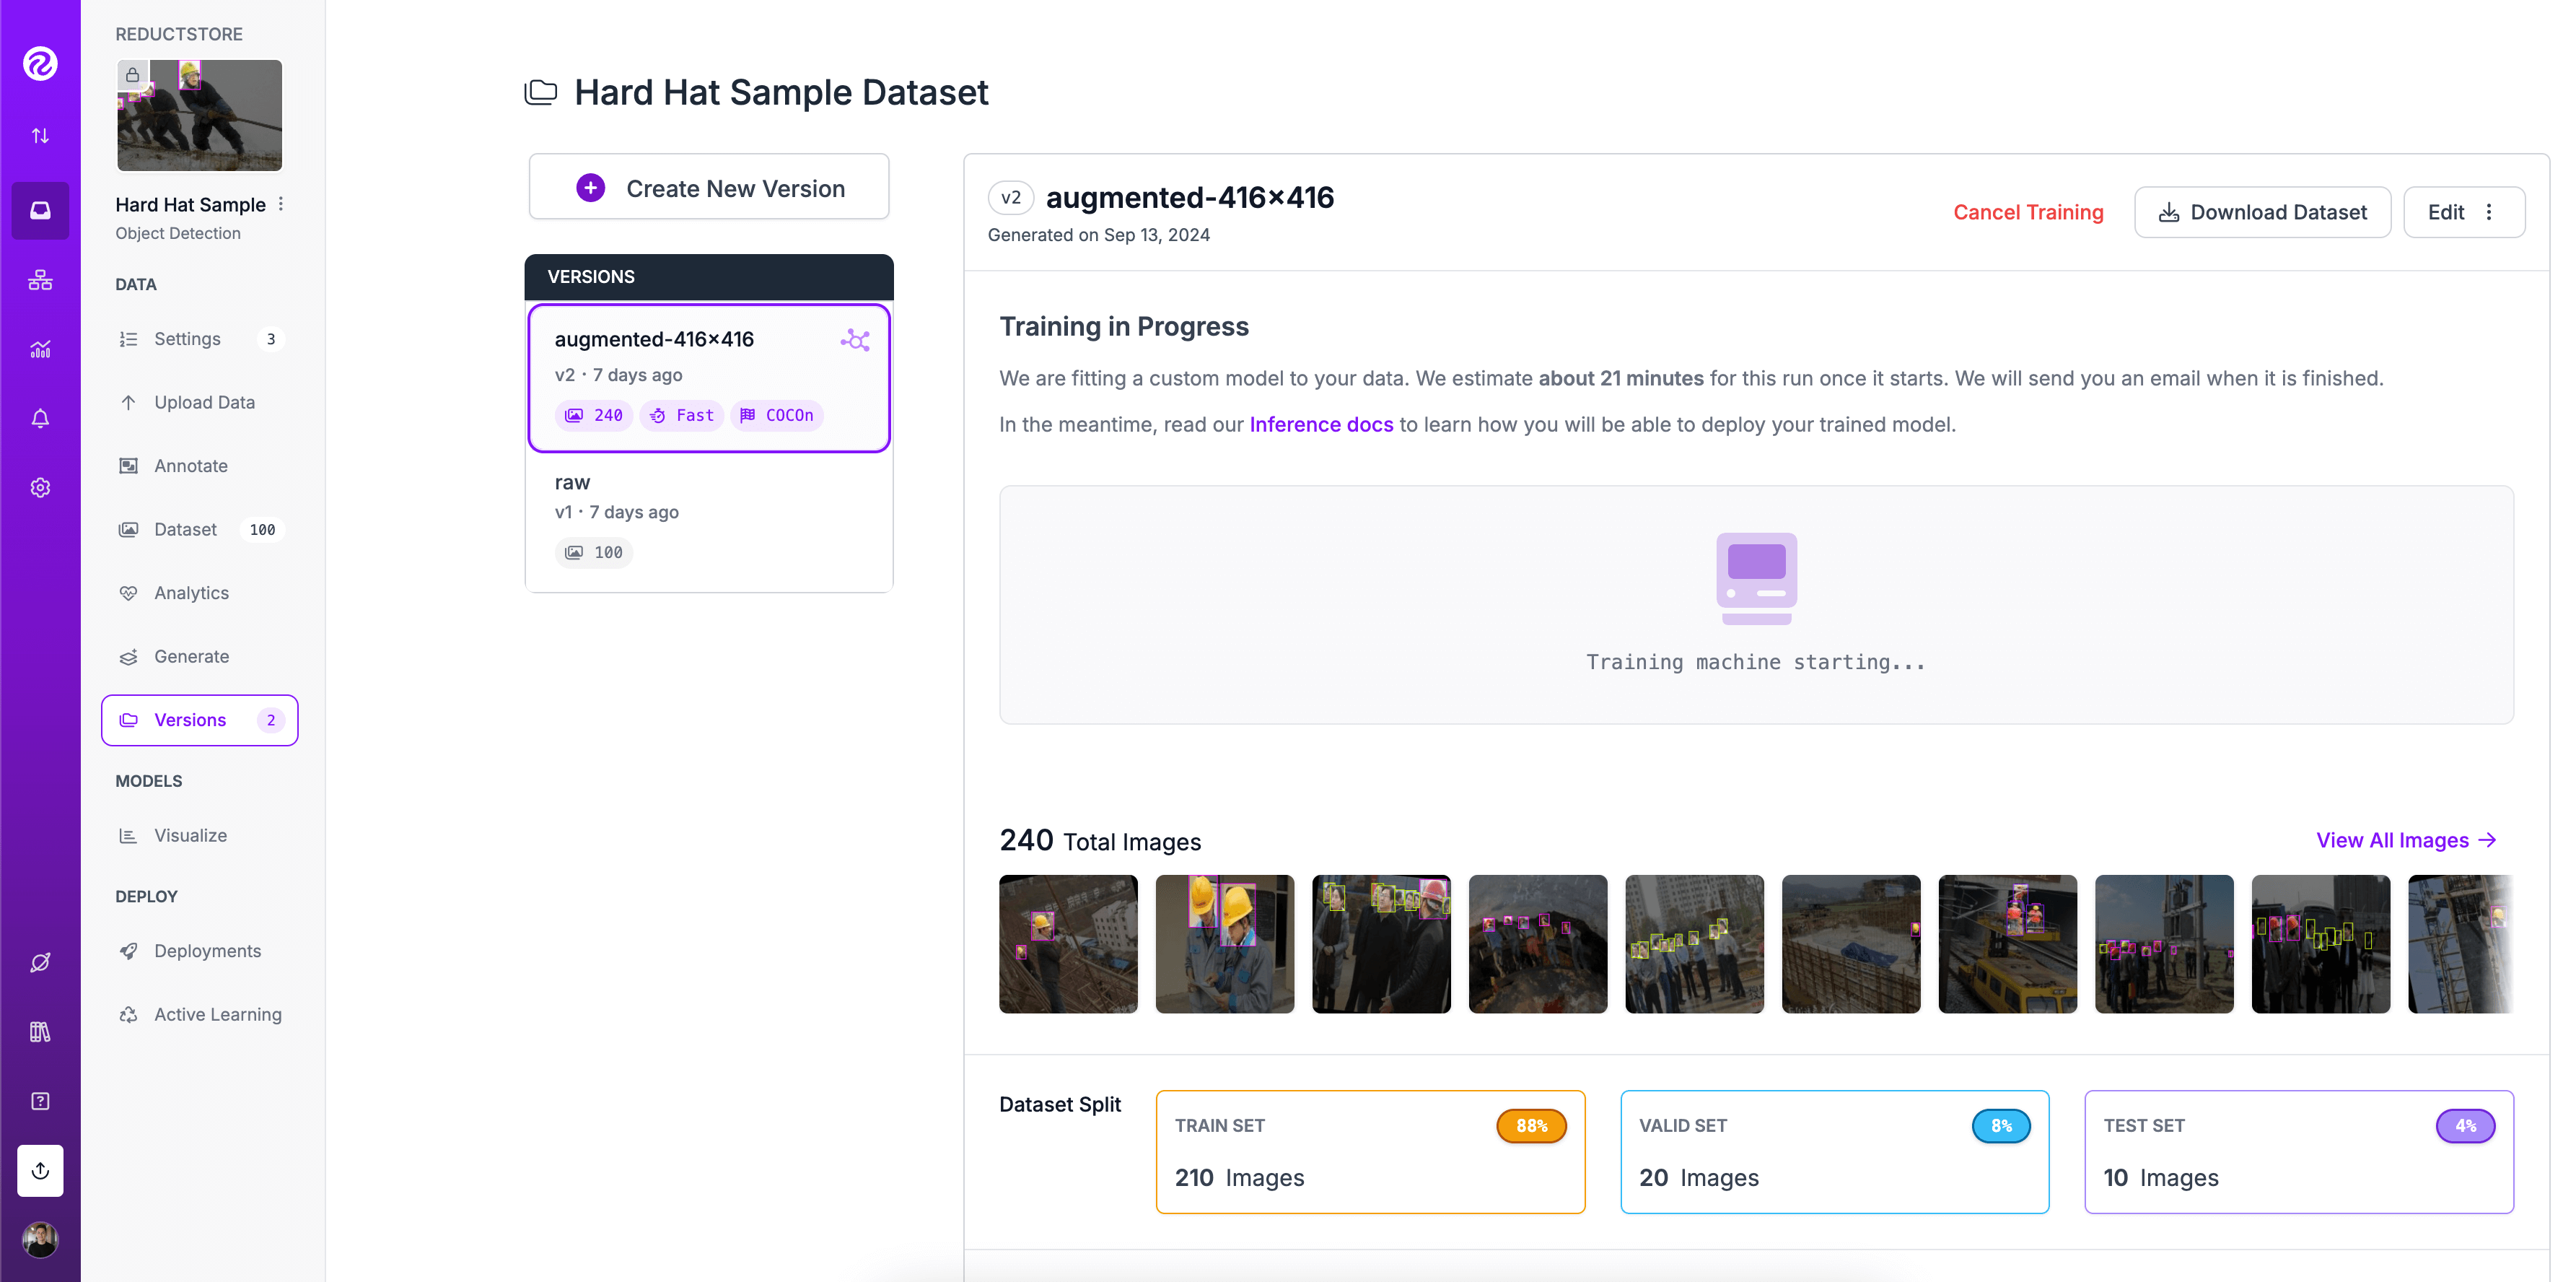 REDUCTSTORE
Hard Hat Sample
Object Detection
DATA
Settings 3
Upload Data
Annotate
Dataset 100
Analytics
Generate
Versions 2
MODELS
Visualize
DEPLOY
Deployments
Active Learning
Hard Hat Sample Dataset
Create New Version
VERSIONS
augmented-416×416
v2 · 7 days ago
240 Fast COCOn
raw
v1 · 7 days ago
100
v2 augmented-416×416
Generated on Sep 13, 2024
Cancel Training
Download Dataset
Edit
Training in Progress
We are fitting a custom model to your data. We estimate about 21 minutes for this run once it starts. We will send you an email when it is finished.
In the meantime, read our Inference docs to learn how you will be able to deploy your trained model.
Training machine starting...
240 Total Images
View All Images →
Dataset Split
TRAIN SET 88%
210 Images
VALID SET 8%
20 Images
TEST SET 4%
10 Images